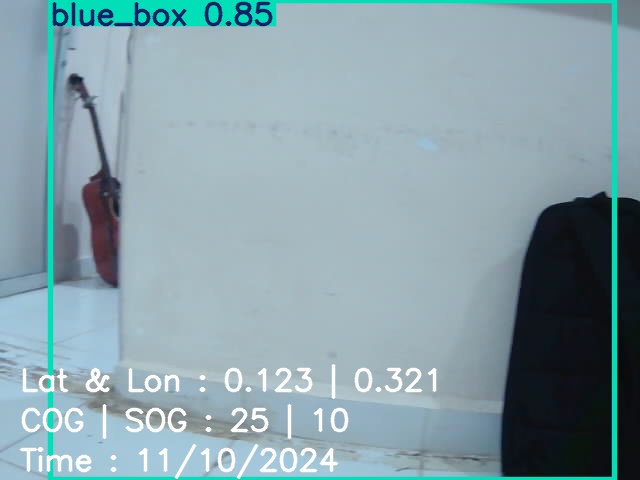 blue_box 0.85
Lat & Lon : 0.123 | 0.321
COG | SOG : 25 | 10
Time : 11/10/2024